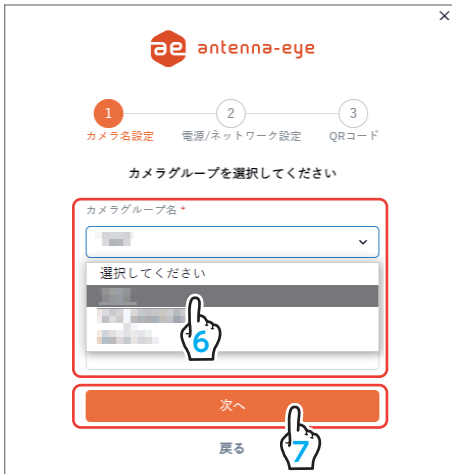 ×
ae antenna-eye
1 2 3
カメラ名設定 電源/ネットワーク設定 QRコード
カメラグループを選択してください
カメラグループ名 *
選択してください
6
次へ
7
戻る